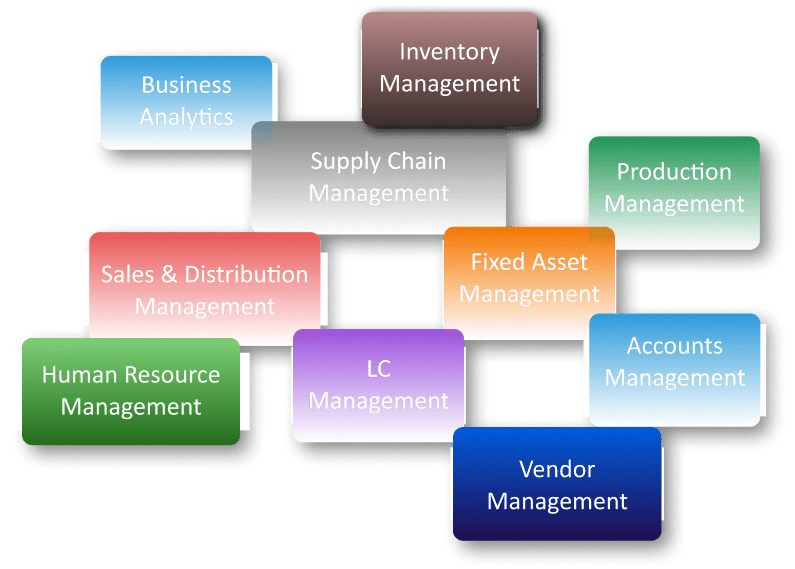 Inventory
Management
Business
Analytics
Supply Chain
Management
Production
Management
Sales & Distribution
Management
Fixed Asset
Management
Human Resource
Management
LC
Management
Accounts
Management
Vendor
Management